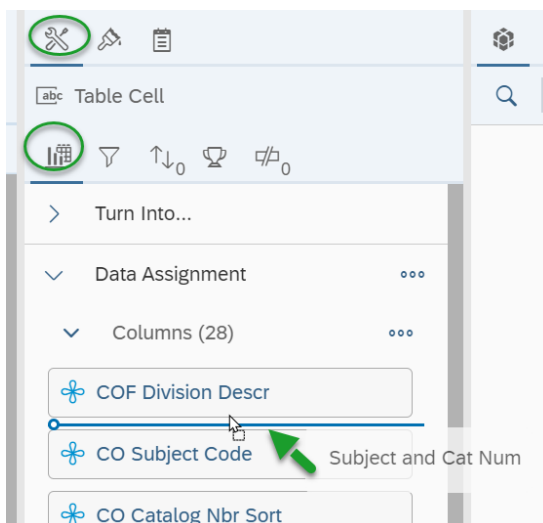 abc Table Cell
0 0
Turn Into...
Data Assignment
Columns (28)
COF Division Descr
CO Subject Code
Subject and Cat Num
CO Catalog Nbr Sort